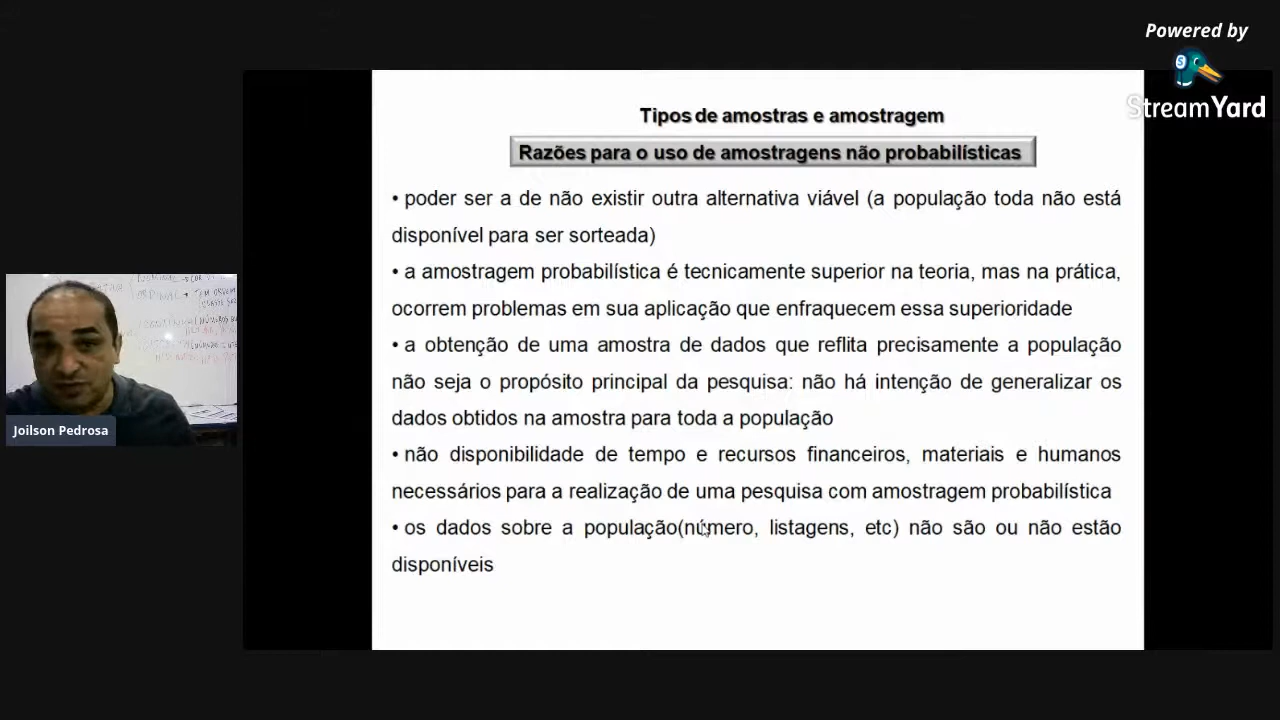 Powered by
StreamYard
Tipos de amostras e amostragem
Razões para o uso de amostragens não probabilísticas
• poder ser a de não existir outra alternativa viável (a população toda não está
disponível para ser sorteada)
• a amostragem probabilística é tecnicamente superior na teoria, mas na prática,
ocorrem problemas em sua aplicação que enfraquecem essa superioridade
• a obtenção de uma amostra de dados que reflita precisamente a população
não seja o propósito principal da pesquisa: não há intenção de generalizar os
dados obtidos na amostra para toda a população
• não disponibilidade de tempo e recursos financeiros, materiais e humanos
necessários para a realização de uma pesquisa com amostragem probabilística
• os dados sobre a população(número, listagens, etc) não são ou não estão
disponíveis
Joilson Pedrosa